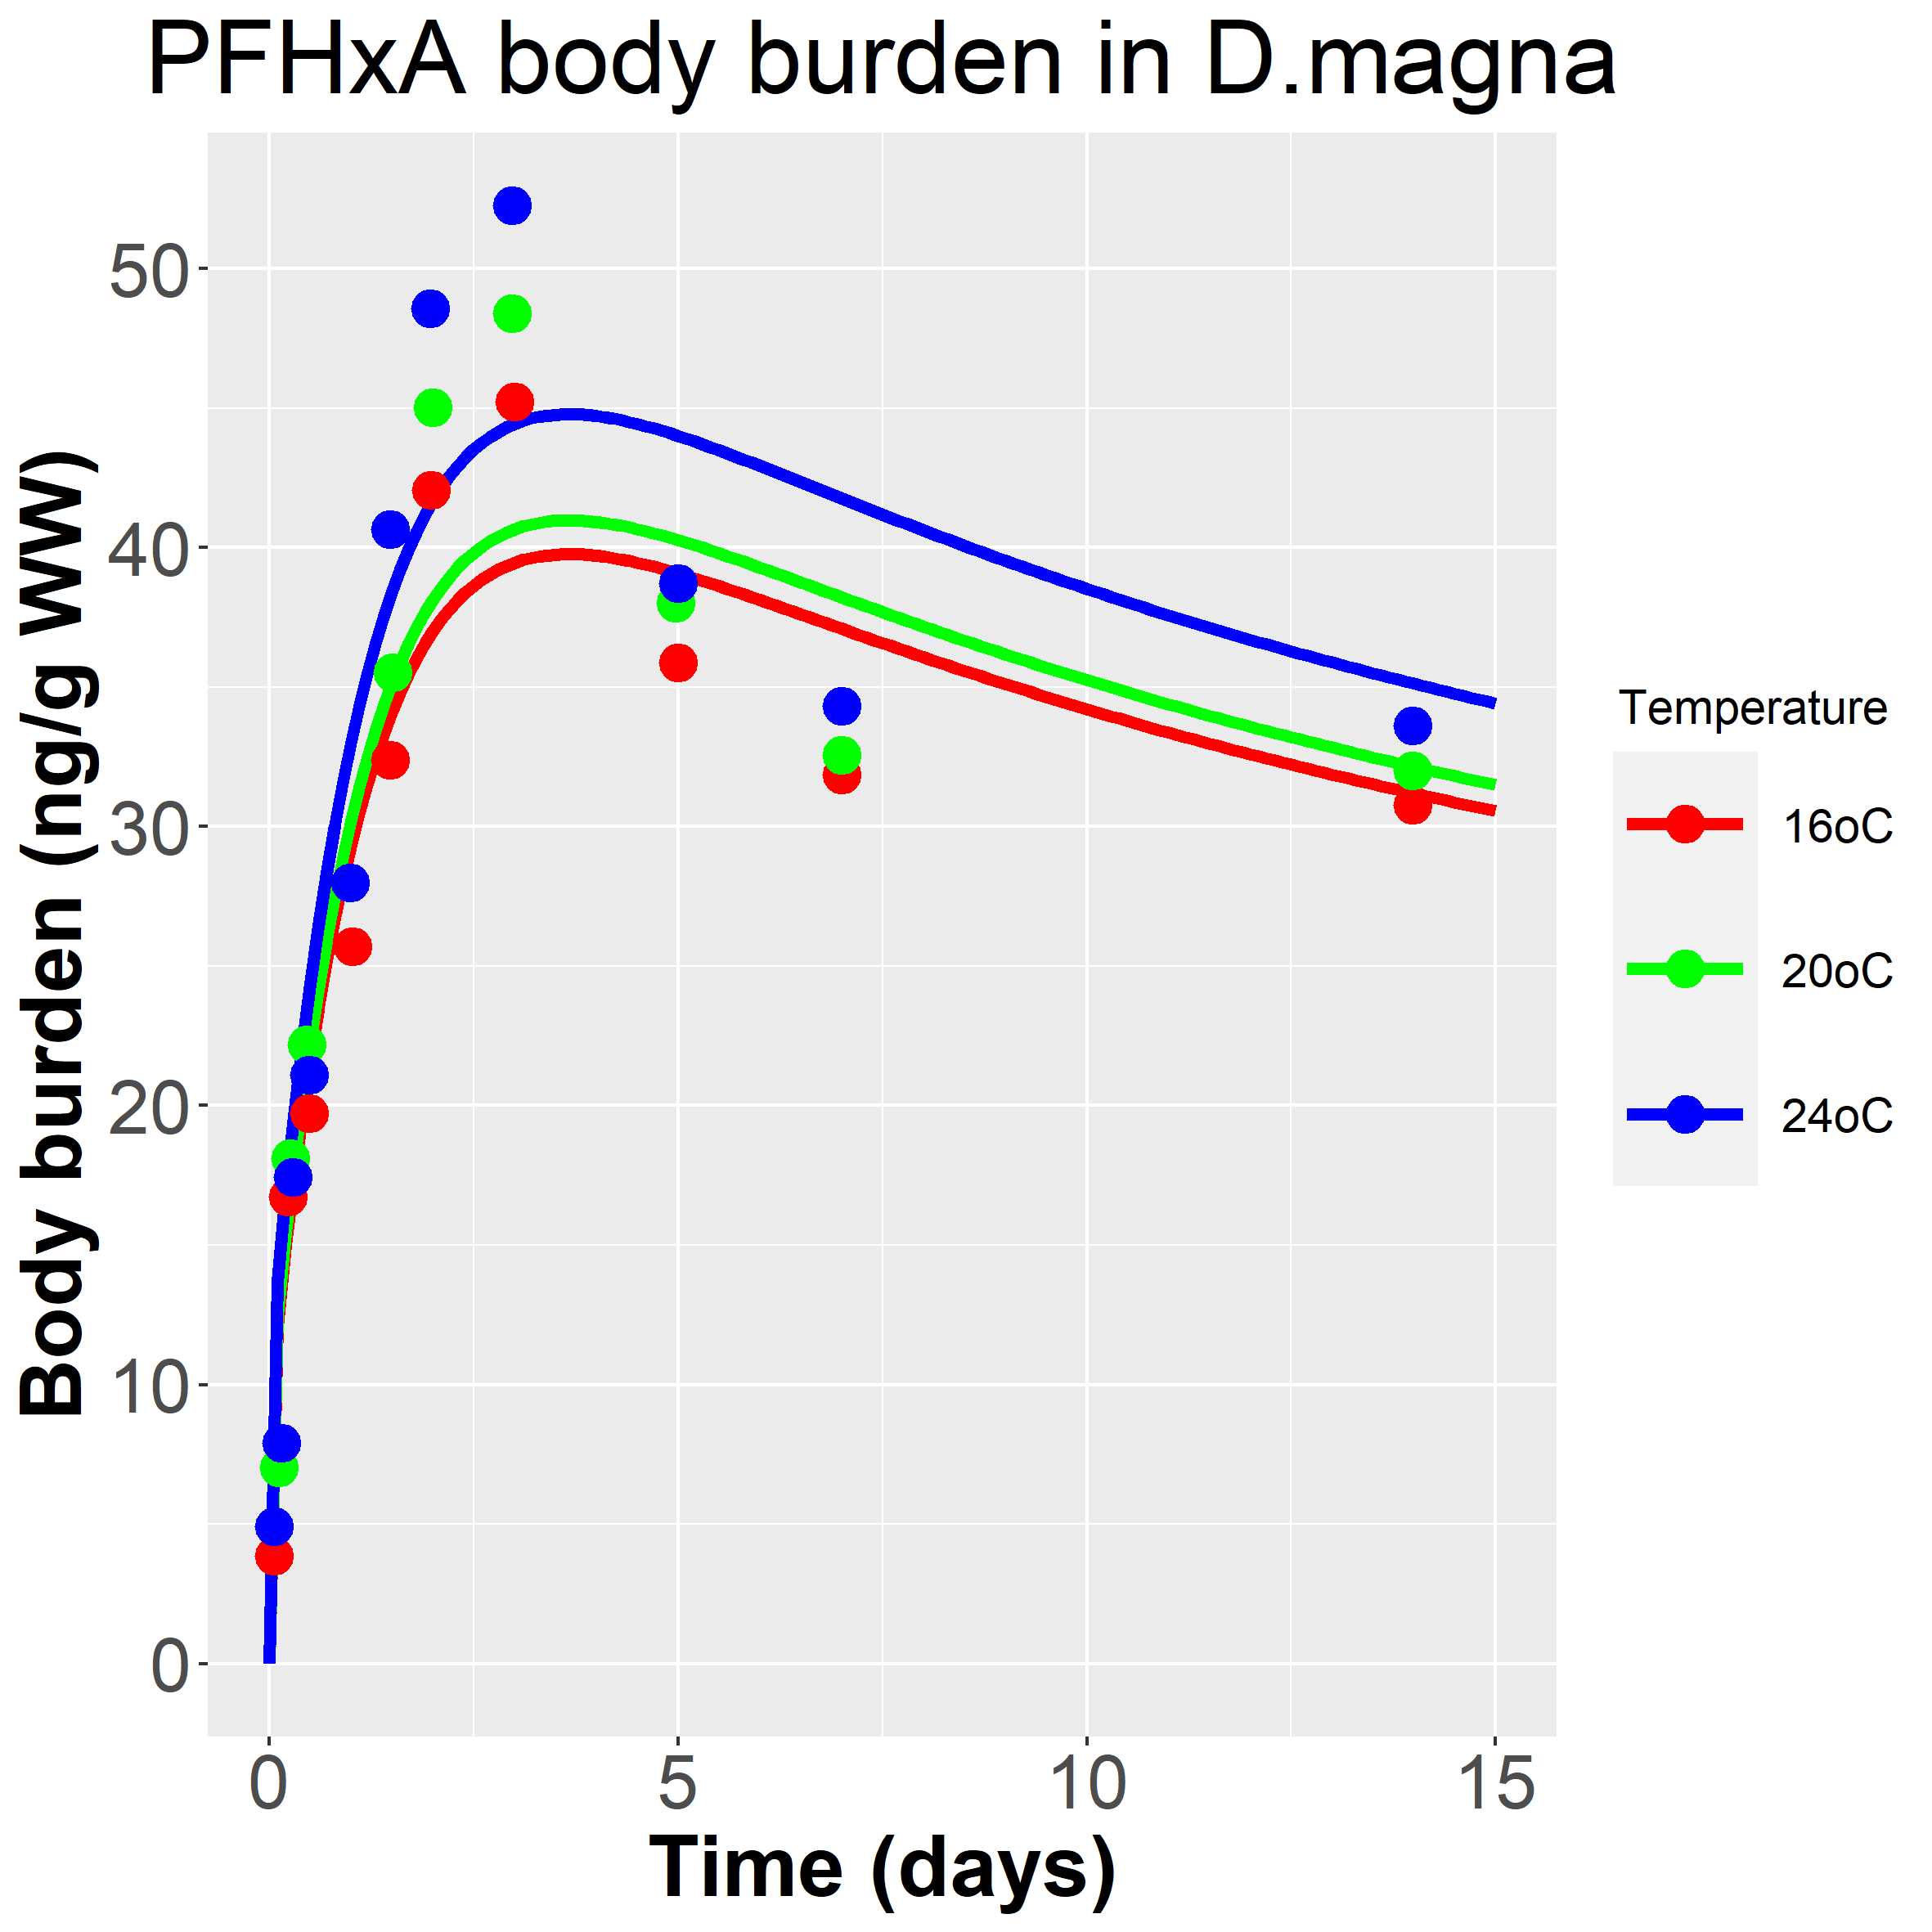 PFHxA body burden in D.magna
Body burden (ng/g WW)
50
40
30
20
10
0
0 5 10 15
Time (days)
Temperature
16oC
20oC
24oC